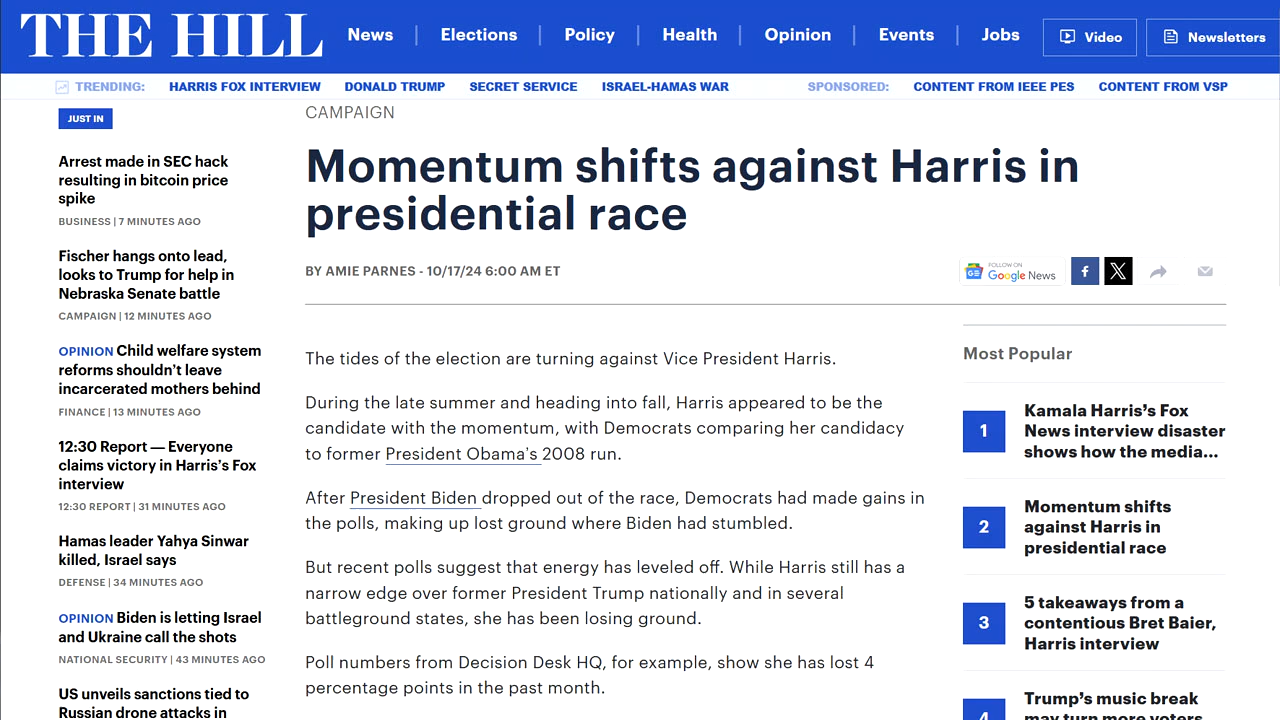 THE HILL
News
Elections
Policy
Health
Opinion
Events
Jobs
Video
Newsletters
TRENDING:
HARRIS FOX INTERVIEW
DONALD TRUMP
SECRET SERVICE
ISRAEL-HAMAS WAR
SPONSORED:
CONTENT FROM IEEE PES
CONTENT FROM VSP
JUST IN
Arrest made in SEC hack
resulting in bitcoin price
spike
BUSINESS | 7 MINUTES AGO
Fischer hangs onto lead,
looks to Trump for help in
Nebraska Senate battle
CAMPAIGN | 12 MINUTES AGO
OPINION Child welfare system
reforms shouldn’t leave
incarcerated mothers behind
FINANCE | 13 MINUTES AGO
12:30 Report — Everyone
claims victory in Harris’s Fox
interview
12:30 REPORT | 31 MINUTES AGO
Hamas leader Yahya Sinwar
killed, Israel says
DEFENSE | 34 MINUTES AGO
OPINION Biden is letting Israel
and Ukraine call the shots
NATIONAL SECURITY | 43 MINUTES AGO
US unveils sanctions tied to
Russian drone attacks in
CAMPAIGN
Momentum shifts against Harris in
presidential race
BY AMIE PARNES - 10/17/24 6:00 AM ET
FOLLOW ON
Google News
The tides of the election are turning against Vice President Harris.
During the late summer and heading into fall, Harris appeared to be the
candidate with the momentum, with Democrats comparing her candidacy
to former President Obama’s 2008 run.
After President Biden dropped out of the race, Democrats had made gains in
the polls, making up lost ground where Biden had stumbled.
But recent polls suggest that energy has leveled off. While Harris still has a
narrow edge over former President Trump nationally and in several
battleground states, she has been losing ground.
Poll numbers from Decision Desk HQ, for example, show she has lost 4
percentage points in the past month.
Most Popular
1
Kamala Harris’s Fox
News interview disaster
shows how the media...
2
Momentum shifts
against Harris in
presidential race
3
5 takeaways from a
contentious Bret Baier,
Harris interview
4
Trump’s music break
may turn more voters